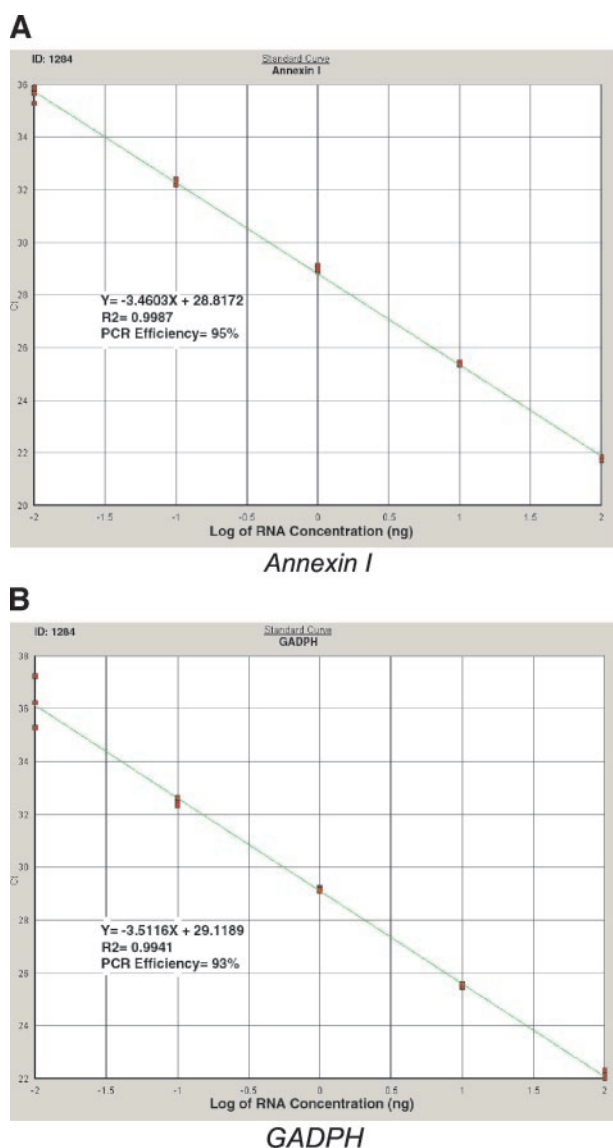 A
ID: 1284
Standard Curve
Annexin I
36
34
32
30
28
26
24
22
20
Ct
Y= -3.4603X + 28.8172
R2= 0.9987
PCR Efficiency= 95%
-2 -1.5 -1 -0.5 0 0.5 1 1.5 2
Log of RNA Concentration (ng)
Annexin I
B
ID: 1284
Standard Curve
GADPH
38
36
34
32
30
28
26
24
22
Ct
Y= -3.5116X + 29.1189
R2= 0.9941
PCR Efficiency= 93%
-2 -1.5 -1 -0.5 0 0.5 1 1.5 2
Log of RNA Concentration (ng)
GADPH